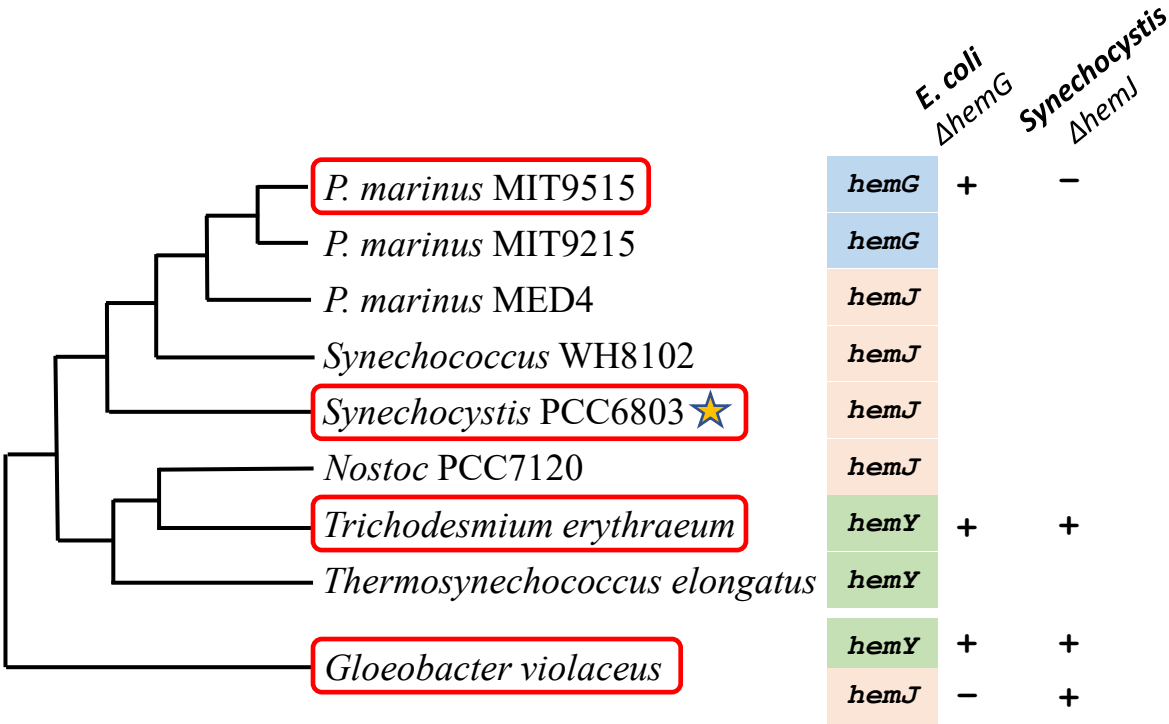 E. coli Synechocystis
ΔhemG ΔhemJ
P. marinus MIT9515 hemG + −
P. marinus MIT9215 hemG
P. marinus MED4 hemJ
Synechococcus WH8102 hemJ
Synechocystis PCC6803 hemJ
Nostoc PCC7120 hemJ
Trichodesmium erythraeum hemY + +
Thermosynechococcus elongatus hemY
Gloeobacter violaceus hemY + +
hemJ − +